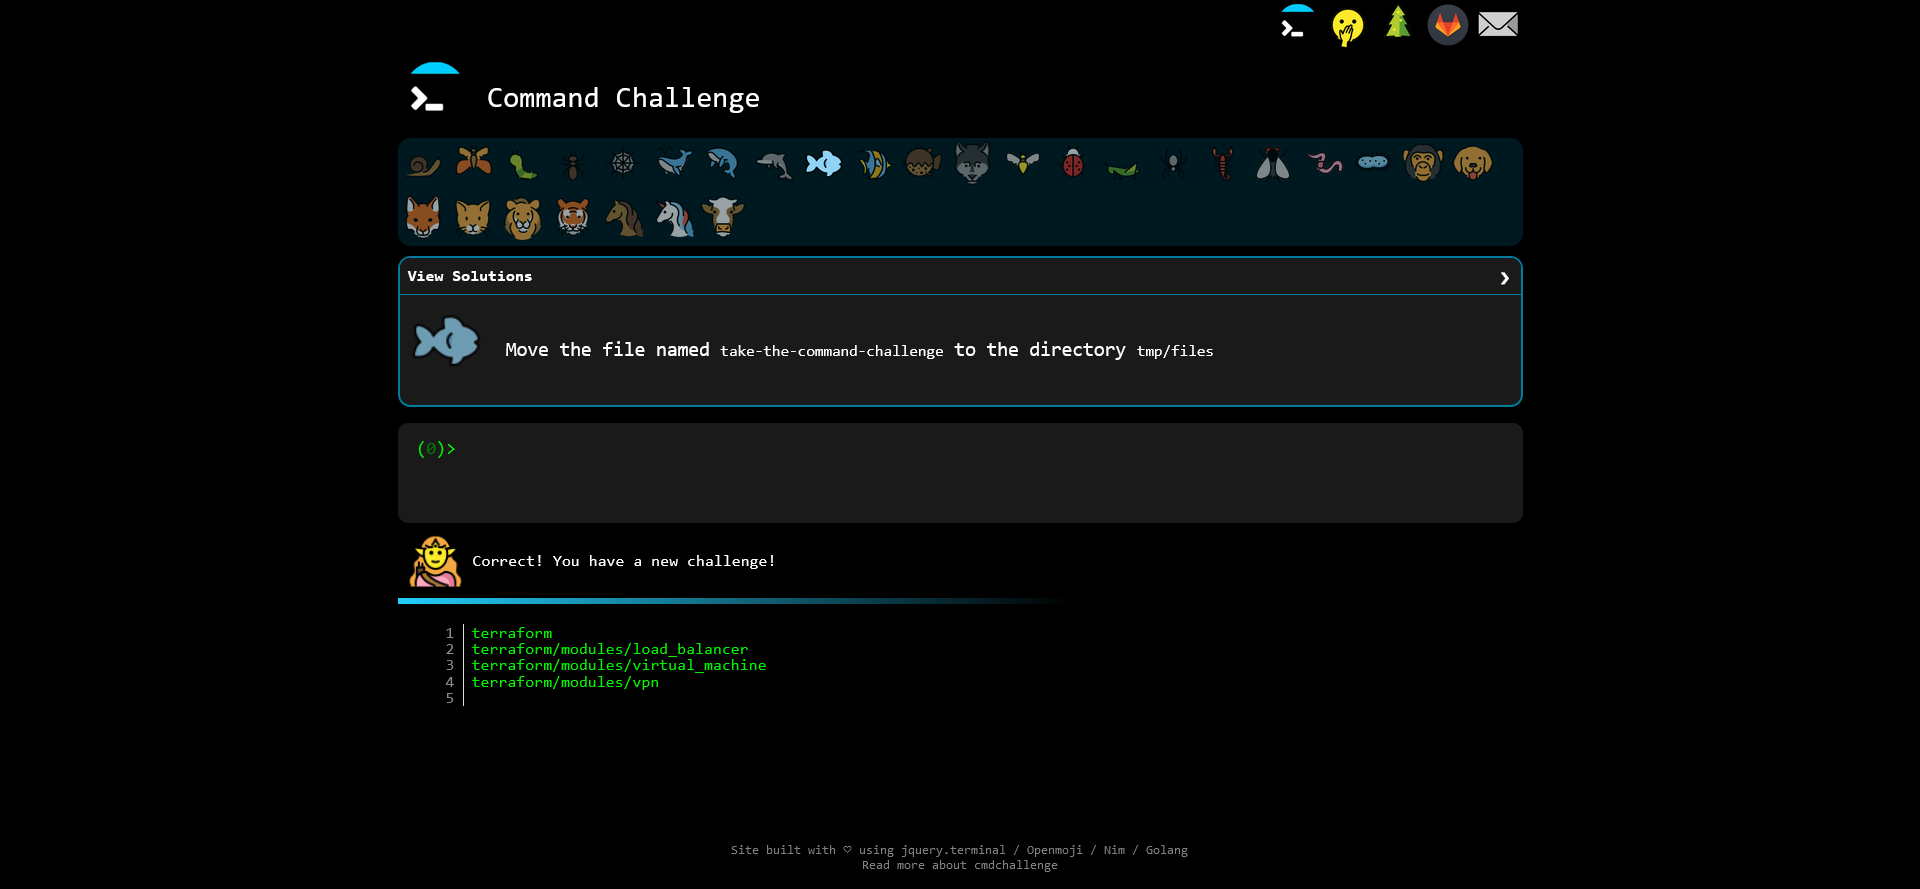 Command Challenge
View Solutions ❯
Move the file named take-the-command-challenge to the directory tmp/files
(0)>
Correct! You have a new challenge!
1 terraform
2 terraform/modules/load_balancer
3 terraform/modules/virtual_machine
4 terraform/modules/vpn
5
Site built with ♡ using jquery.terminal / Openmoji / Nim / Golang
Read more about cmdchallenge